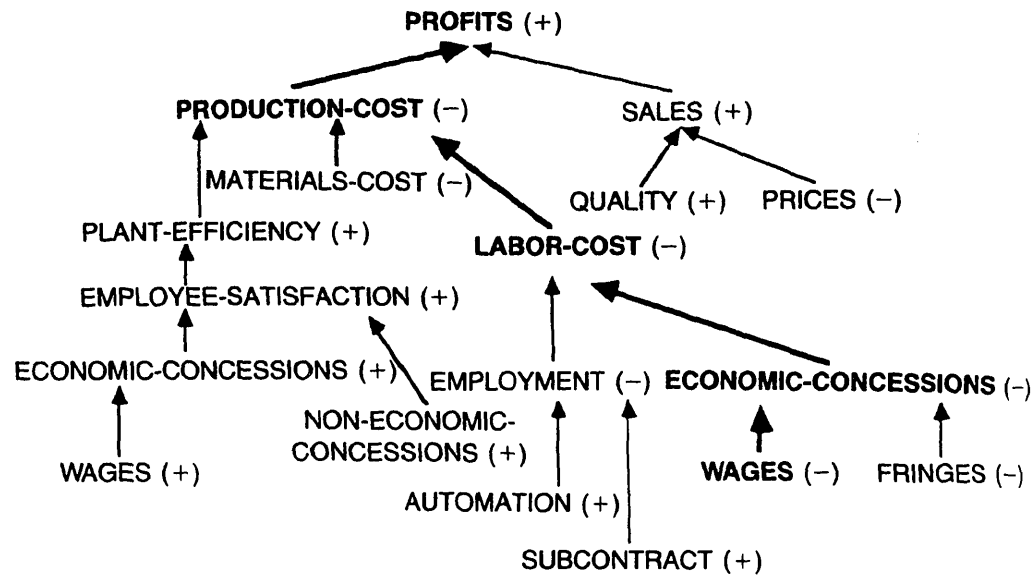 PROFITS (+)
PRODUCTION-COST (−)
SALES (+)
MATERIALS-COST (−)
QUALITY (+)
PRICES (−)
PLANT-EFFICIENCY (+)
LABOR-COST (−)
EMPLOYEE-SATISFACTION (+)
ECONOMIC-CONCESSIONS (+)
EMPLOYMENT (−)
ECONOMIC-CONCESSIONS (−)
NON-ECONOMIC-
CONCESSIONS (+)
WAGES (+)
WAGES (−)
FRINGES (−)
AUTOMATION (+)
SUBCONTRACT (+)